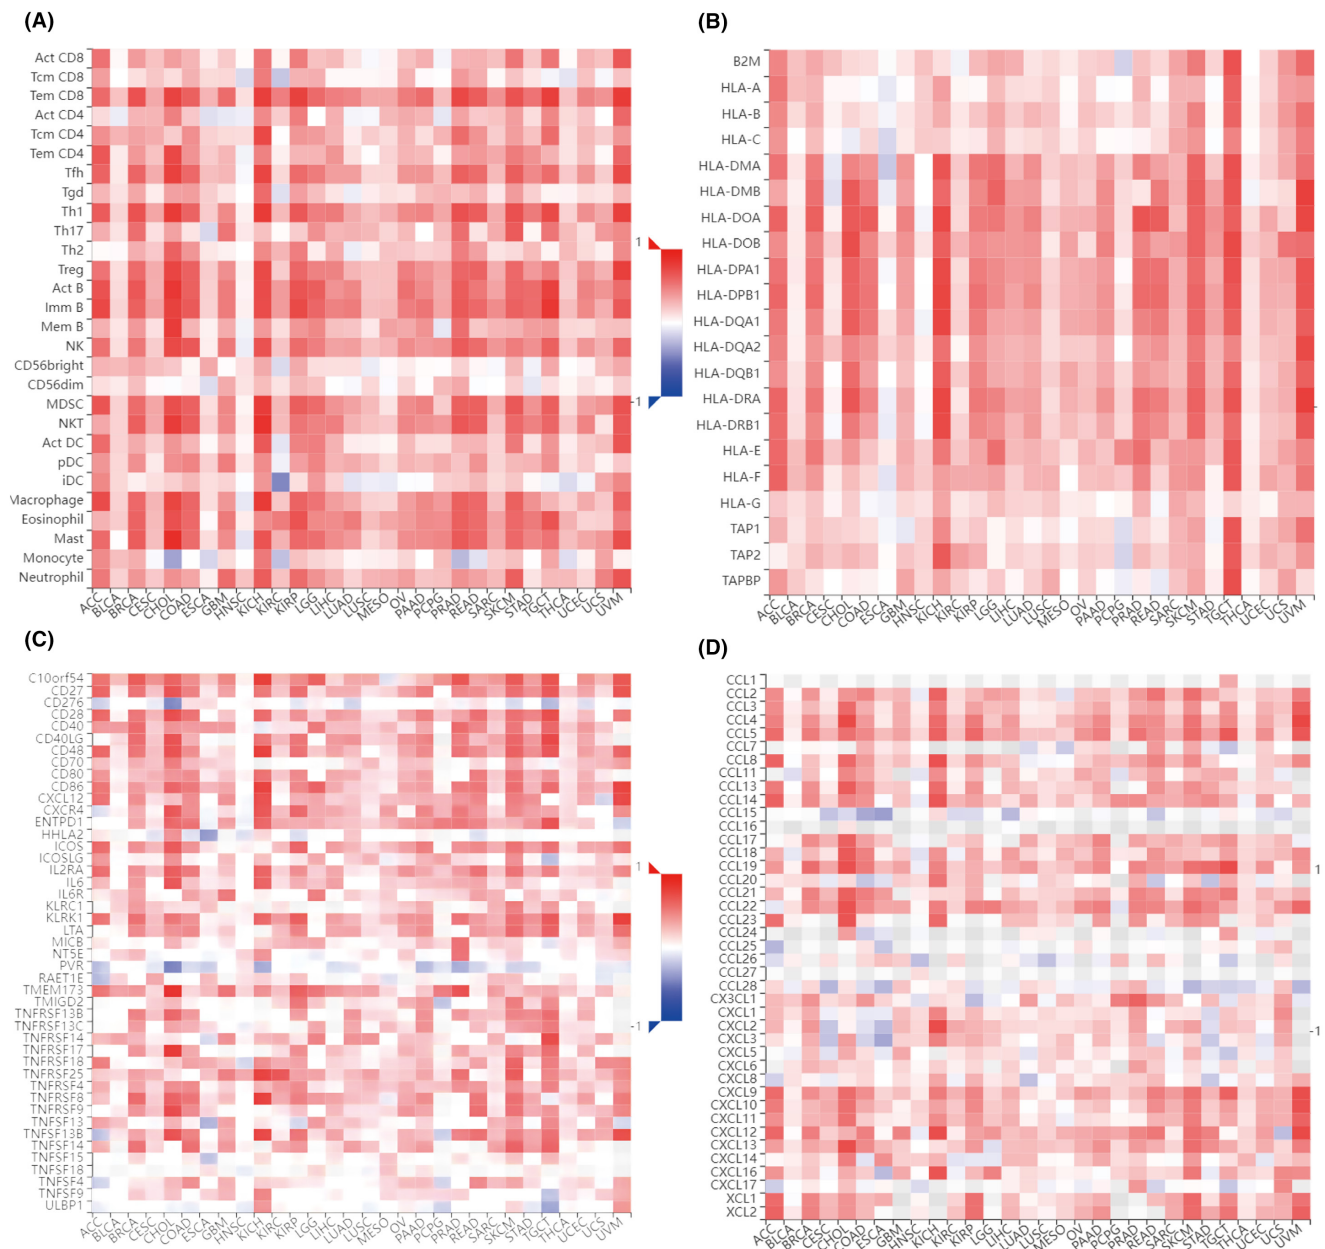 (A)
Act CD8
Tcm CD8
Tem CD8
Act CD4
Tcm CD4
Tem CD4
Tfh
Tgd
Th1
Th17
Th2
Treg
Act B
Imm B
Mem B
NK
CD56bright
CD56dim
MDSC
NKT
Act DC
pDC
iDC
Macrophage
Eosinophil
Mast
Monocyte
Neutrophil
ACC BLCA BRCA CESC CHOL COAD ESCA GBM HNSC KICH KIRC KIRP LGG LIHC LUAD LUSC MESO OV PAAD PCPG PRAD READ SARC SKCM STAD TGCT THCA UCEC UCS UVM
1
-1
(B)
B2M
HLA-A
HLA-B
HLA-C
HLA-DMA
HLA-DMB
HLA-DOA
HLA-DOB
HLA-DPA1
HLA-DPB1
HLA-DQA1
HLA-DQA2
HLA-DQB1
HLA-DRA
HLA-DRB1
HLA-E
HLA-F
HLA-G
TAP1
TAP2
TAPBP
ACC BLCA BRCA CESC CHOL COAD ESCA GBM HNSC KICH KIRC KIRP LGG LIHC LUAD LUSC MESO OV PAAD PCPG PRAD READ SARC SKCM STAD TGCT THCA UCEC UCS UVM
(C)
C10orf54
CD27
CD276
CD28
CD40
CD40LG
CD48
CD70
CD80
CD86
CXCL12
CXCR4
ENTPD1
HHLA2
ICOS
ICOSLG
IL2RA
IL6
IL6R
KLRC1
KLRK1
LTA
MICB
NT5E
PVR
RAET1E
TMEM173
TMIGD2
TNFRSF13B
TNFRSF13C
TNFRSF14
TNFRSF17
TNFRSF18
TNFRSF25
TNFRSF4
TNFRSF8
TNFRSF9
TNFSF13
TNFSF13B
TNFSF14
TNFSF15
TNFSF18
TNFSF4
TNFSF9
ULBP1
ACC BLCA BRCA CESC CHOL COAD ESCA GBM HNSC KICH KIRC KIRP LGG LIHC LUAD LUSC MESO OV PAAD PCPG PRAD READ SARC SKCM STAD TGCT THCA UCEC UCS UVM
1
-1
(D)
CCL1
CCL2
CCL3
CCL4
CCL5
CCL7
CCL8
CCL11
CCL13
CCL14
CCL15
CCL16
CCL17
CCL18
CCL19
CCL20
CCL21
CCL22
CCL23
CCL24
CCL25
CCL26
CCL27
CCL28
CX3CL1
CXCL1
CXCL2
CXCL3
CXCL5
CXCL6
CXCL8
CXCL9
CXCL10
CXCL11
CXCL12
CXCL13
CXCL14
CXCL16
CXCL17
XCL1
XCL2
ACC BLCA BRCA CESC CHOL COAD ESCA GBM HNSC KICH KIRC KIRP LGG LIHC LUAD LUSC MESO OV PAAD PCPG PRAD READ SARC SKCM STAD TGCT THCA UCEC UCS UVM
1
-1